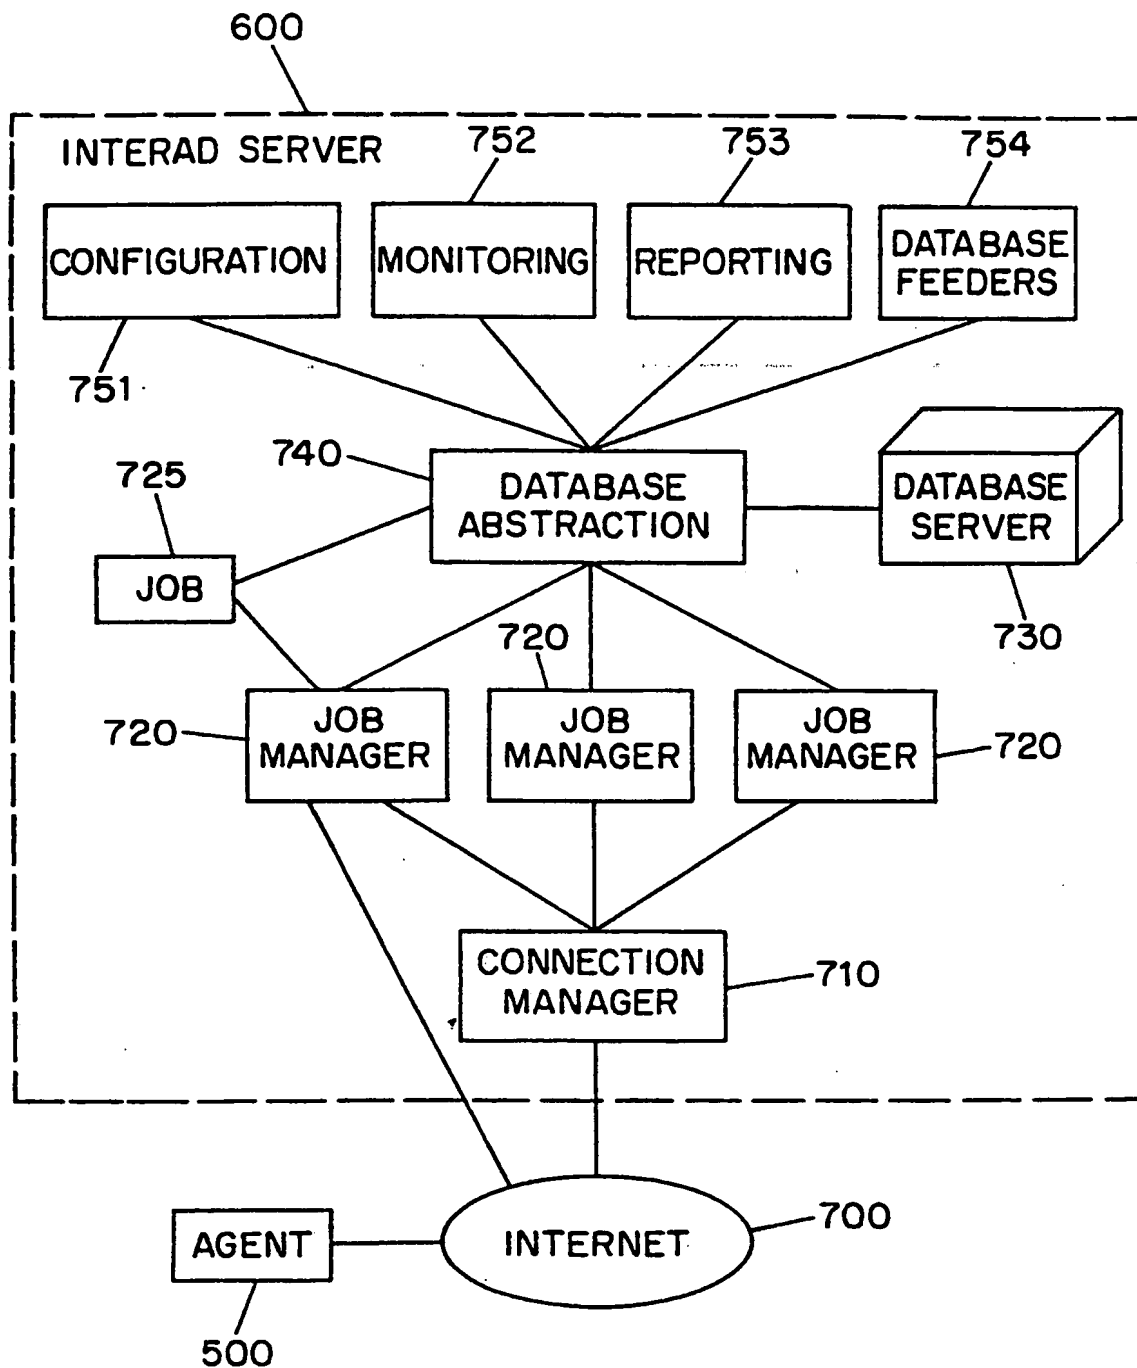 600
INTERAD SERVER
752
753
754
CONFIGURATION
MONITORING
REPORTING
DATABASE
FEEDERS
751
740
725
DATABASE
ABSTRACTION
DATABASE
SERVER
JOB
720
730
720
JOB
MANAGER
JOB
MANAGER
JOB
MANAGER
720
CONNECTION
MANAGER
710
700
AGENT
INTERNET
500